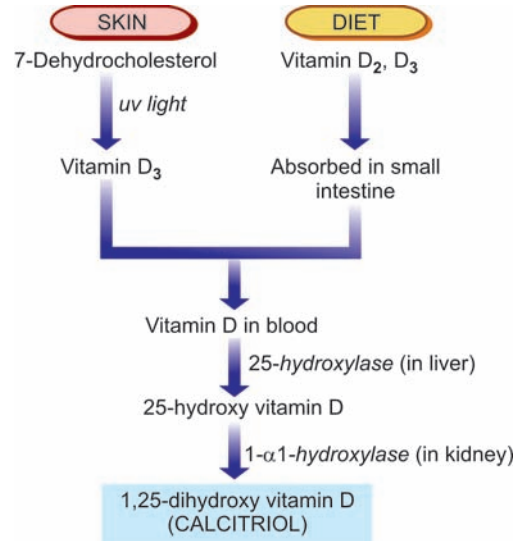 SKIN
DIET
7-Dehydrocholesterol
Vitamin D₂, D₃
uv light
Vitamin D₃
Absorbed in small
intestine
Vitamin D in blood
25-hydroxylase (in liver)
25-hydroxy vitamin D
1-α1-hydroxylase (in kidney)
1,25-dihydroxy vitamin D
(CALCITRIOL)